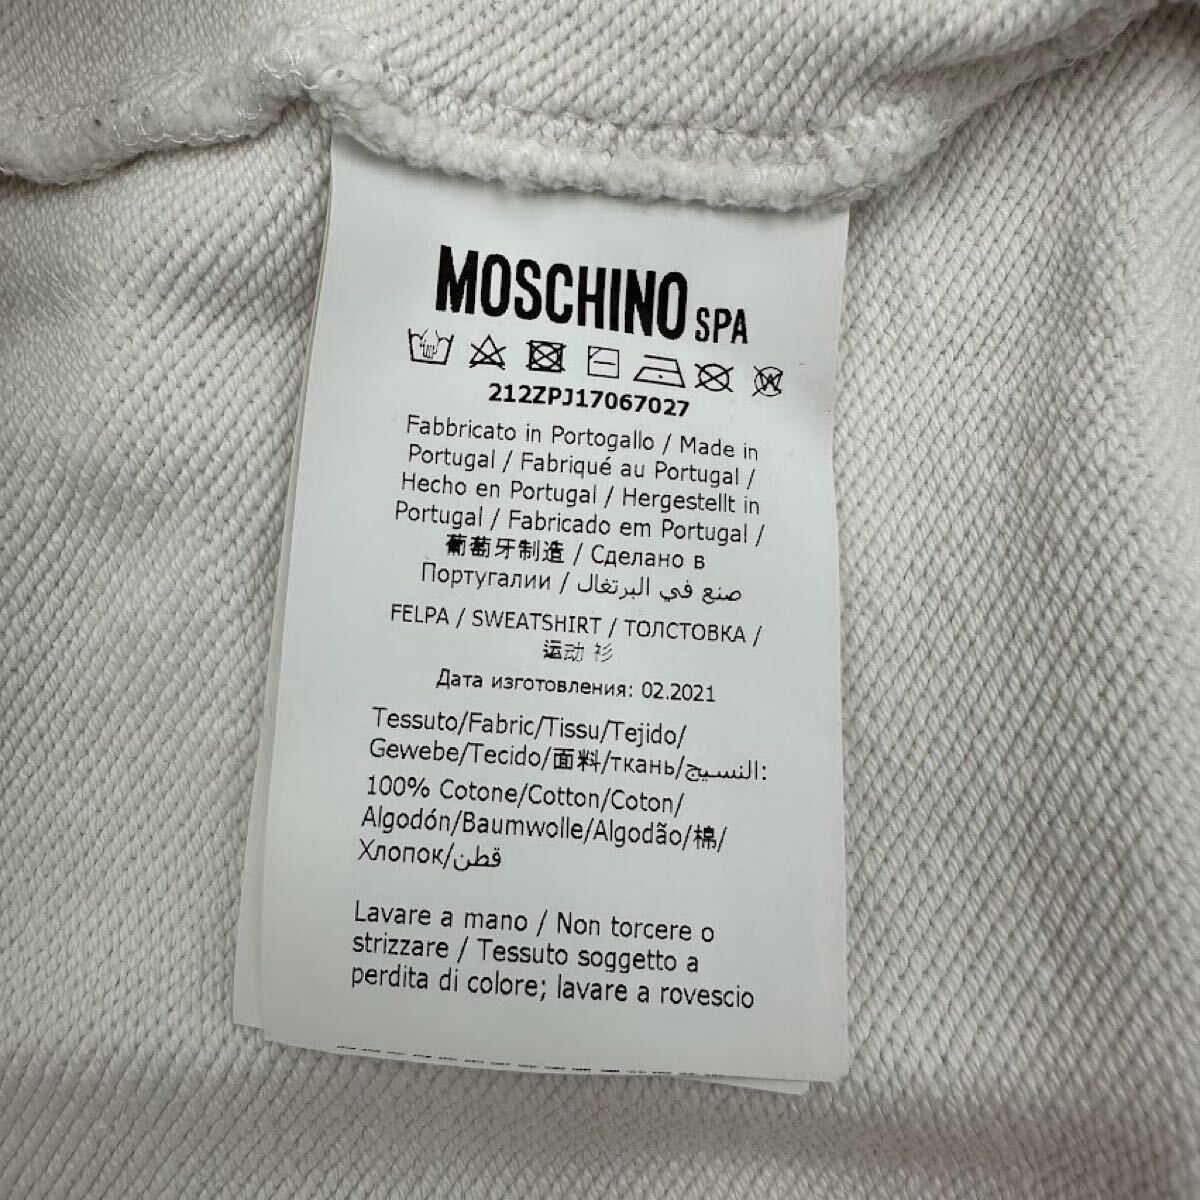 MOSCHINO SPA
212ZPJ17067027
Fabbricato in Portogallo / Made in
Portugal / Fabriqué au Portugal /
Hecho en Portugal / Hergestellt in
Portugal / Fabricado em Portugal /
葡萄牙制造 / Сделано в
Португалии / صنع في البرتغال
FELPA / SWEATSHIRT / ТОЛСТОВКА /
运动 衫
Дата изготовления: 02.2021
Tessuto/Fabric/Tissu/Tejido/
Gewebe/Tecido/面料/ткань/النسيج:
100% Cotone/Cotton/Coton/
Algodón/Baumwolle/Algodão/棉/
Хлопок/قطن
Lavare a mano / Non torcere o
strizzare / Tessuto soggetto a
perdita di colore; lavare a rovescio